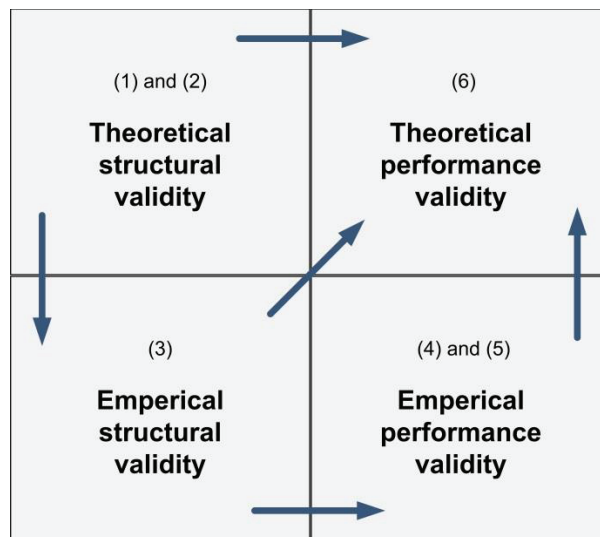 (1) and (2)
Theoretical
structural
validity
(6)
Theoretical
performance
validity
(3)
Emperical
structural
validity
(4) and (5)
Emperical
performance
validity